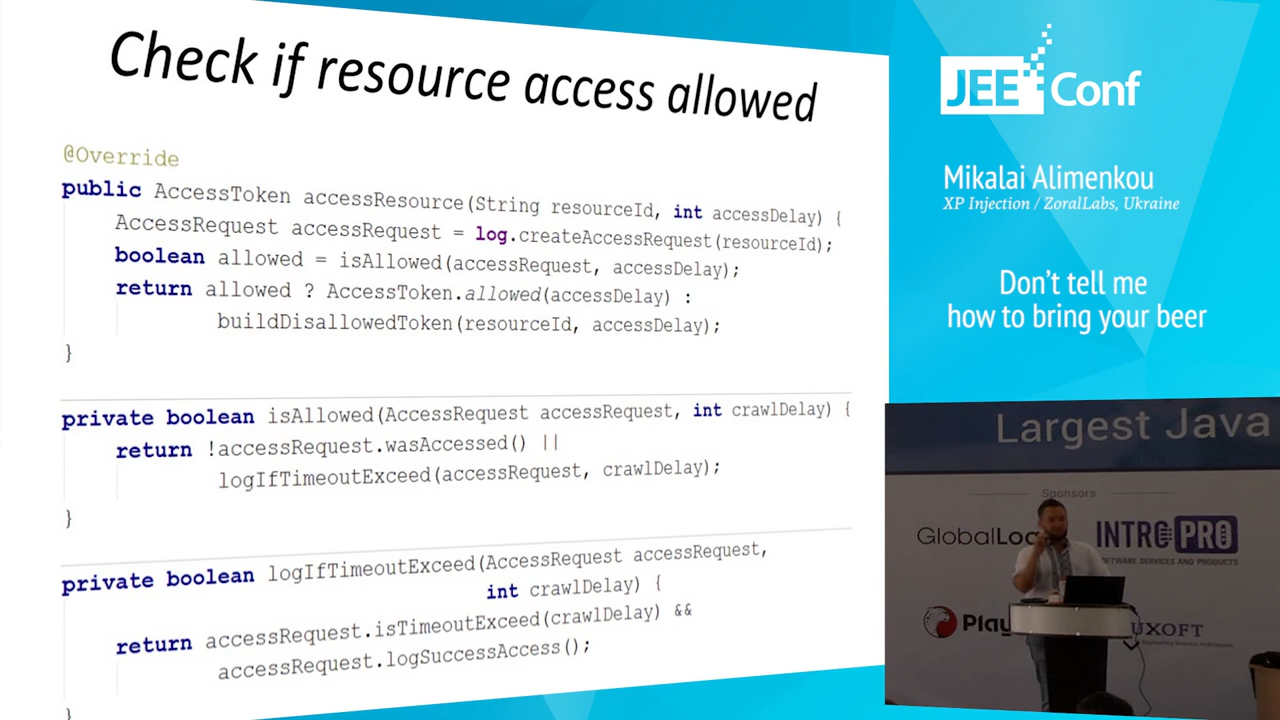 Check if resource access allowed
@Override
public AccessToken accessResource(String resourceId, int accessDelay) {
AccessRequest accessRequest = log.createAccessRequest(resourceId);
boolean allowed = isAllowed(accessRequest, accessDelay);
return allowed ? AccessToken.allowed(accessDelay) :
buildDisallowedToken(resourceId, accessDelay);
}
private boolean isAllowed(AccessRequest accessRequest, int crawlDelay) {
return !accessRequest.wasAccessed() ||
logIfTimeoutExceed(accessRequest, crawlDelay);
}
private boolean logIfTimeoutExceed(AccessRequest accessRequest,
int crawlDelay) {
return accessRequest.isTimeoutExceed(crawlDelay) &&
accessRequest.logSuccessAccess();
}
JEE Conf
Mikalai Alimenkou
XP Injection / ZoralLabs, Ukraine
Don't tell me
how to bring your beer
Largest Java
Sponsors
GlobalLo
INTRO PRO
SOFTWARE SERVICES AND PRODUCTS
Play
UXOFT